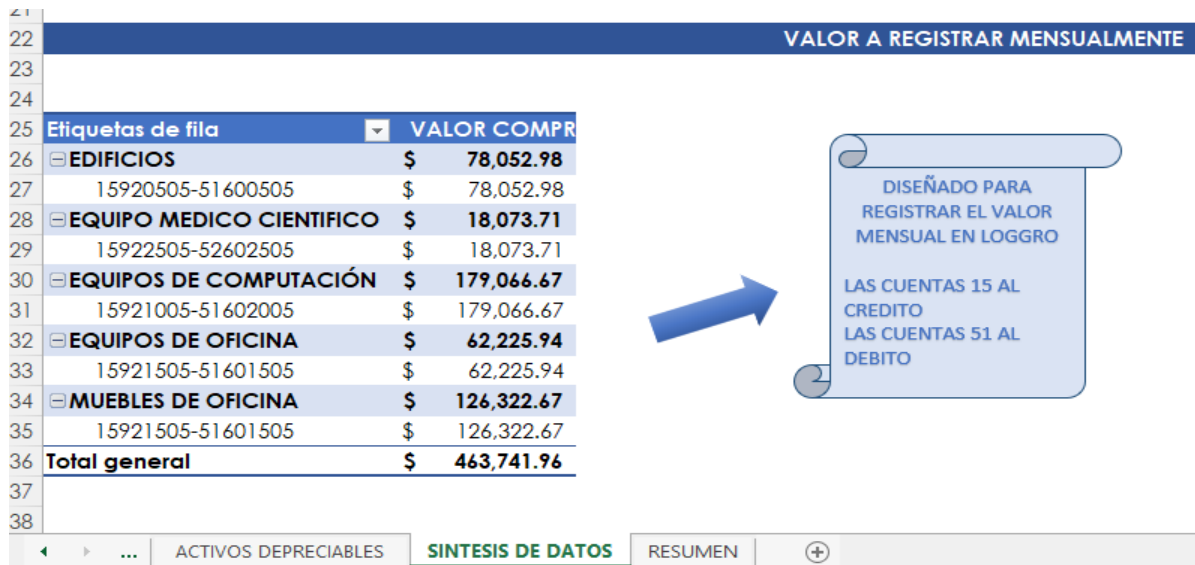 21
22 VALOR A REGISTRAR MENSUALMENTE
23
24
25 Etiquetas de fila VALOR COMPR
26 EDIFICIOS $ 78,052.98
27 15920505-51600505 $ 78,052.98
28 EQUIPO MEDICO CIENTIFICO $ 18,073.71
29 15922505-52602505 $ 18,073.71
30 EQUIPOS DE COMPUTACIÓN $ 179,066.67
31 15921005-51602005 $ 179,066.67
32 EQUIPOS DE OFICINA $ 62,225.94
33 15921505-51601505 $ 62,225.94
34 MUEBLES DE OFICINA $ 126,322.67
35 15921505-51601505 $ 126,322.67
36 Total general $ 463,741.96
37
38
DISEÑADO PARA
REGISTRAR EL VALOR
MENSUAL EN LOGGRO
LAS CUENTAS 15 AL
CREDITO
LAS CUENTAS 51 AL
DEBITO
... ACTIVOS DEPRECIABLES SINTESIS DE DATOS RESUMEN